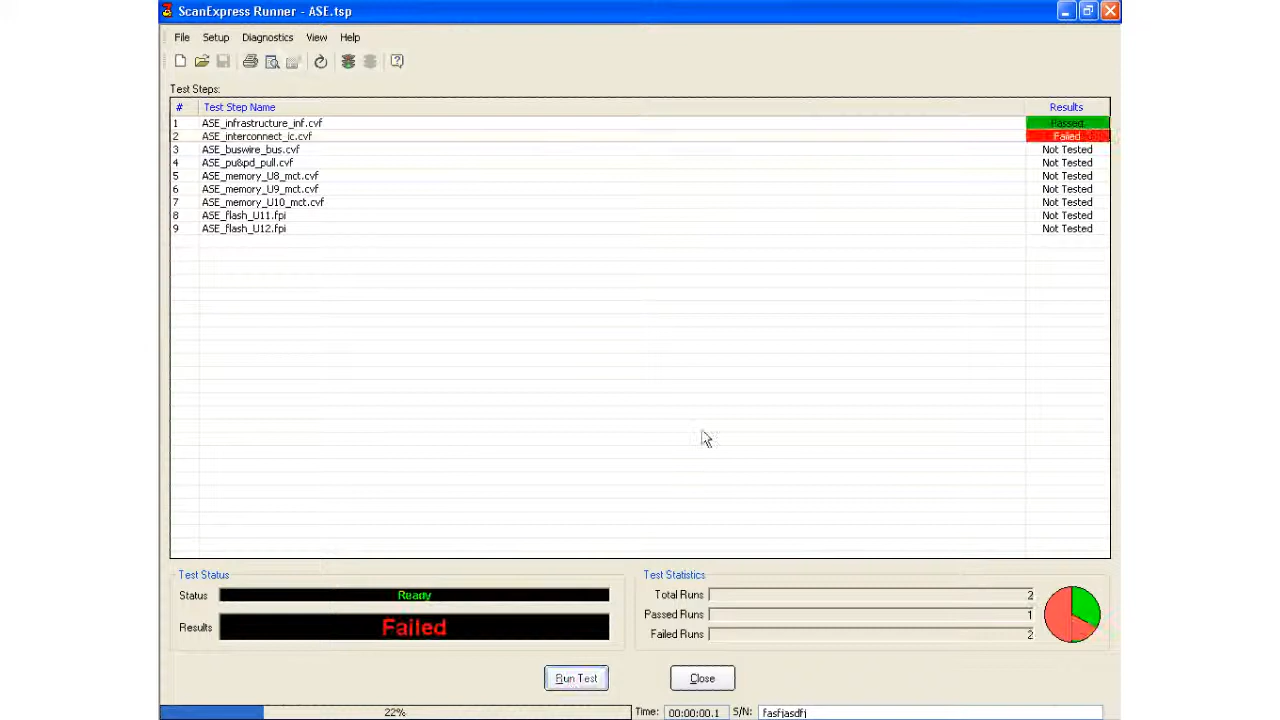 ScanExpress Runner - ASE.tsp
File Setup Diagnostics View Help
Test Steps:
# Test Step Name Results
1 ASE_infrastructure_inf.cvf Passed
2 ASE_interconnect_ic.cvf Failed
3 ASE_buswire_bus.cvf Not Tested
4 ASE_pu&pd_pull.cvf Not Tested
5 ASE_memory_U8_mct.cvf Not Tested
6 ASE_memory_U9_mct.cvf Not Tested
7 ASE_memory_U10_mct.cvf Not Tested
8 ASE_flash_U11.fpi Not Tested
9 ASE_flash_U12.fpi Not Tested
Test Status
Status Ready
Results Failed
Test Statistics
Total Runs 2
Passed Runs 1
Failed Runs 2
Run Test Close
22% Time: 00:00:00.1 S/N: fasfjasdfj